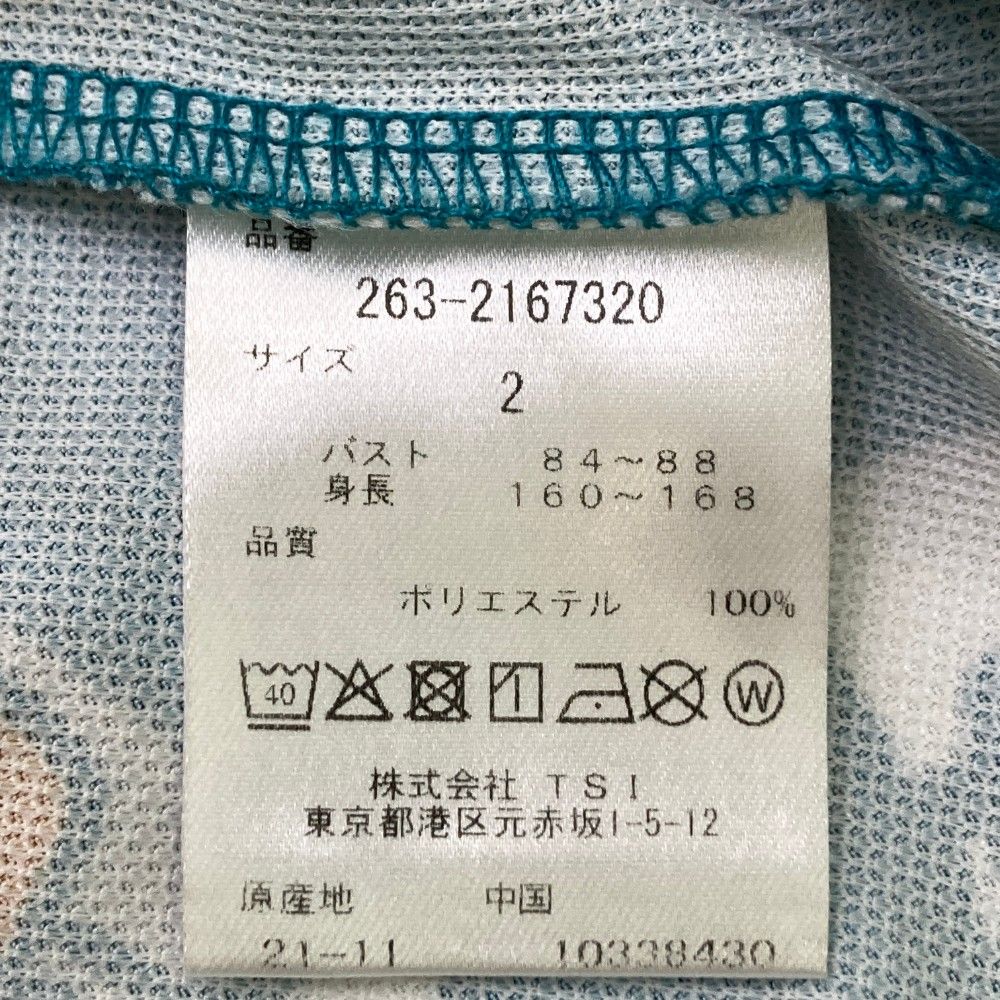 品番
263-2167320
サイズ
2
バスト 84～88
身長 160～168
品質
ポリエステル 100%
40 W
株式会社 TSI
東京都港区元赤坂1-5-12
原産地 中国
21-11 10338430